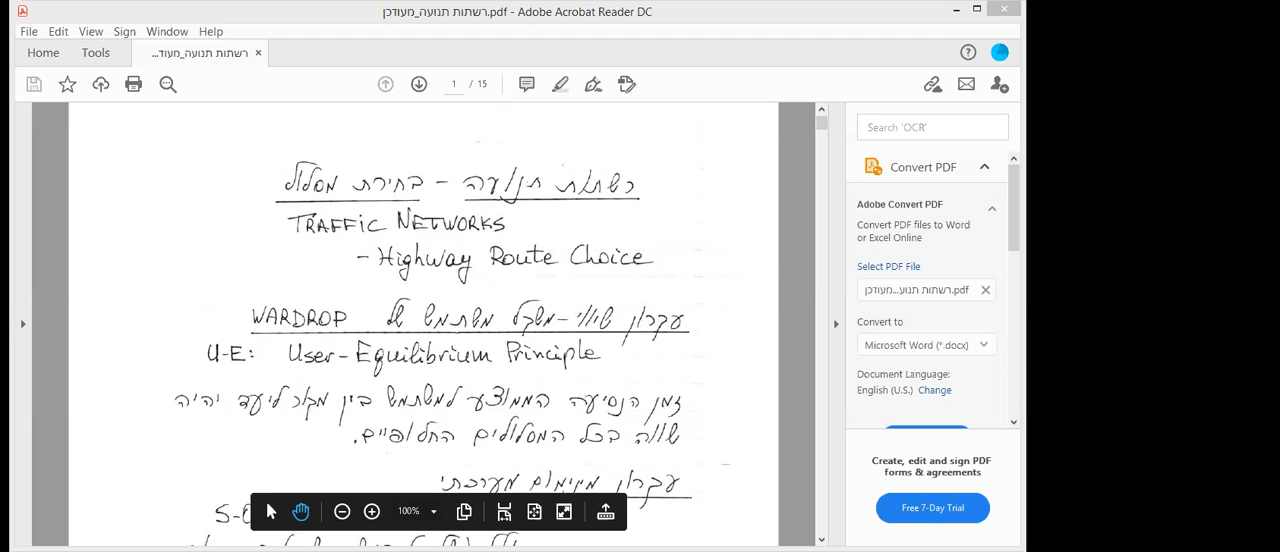 רשתות תנועה_מעודכן.pdf - Adobe Acrobat Reader DC
File Edit View Sign Window Help
Home Tools רשתות תנועה_מעוד... ×
1 / 15
רשתות תנועה - בחירת מסלול
TRAFFIC NETWORKS
- Highway Route Choice
עקרון שיווי-משקל משתמש של WARDROP
U-E: User-Equilibrium Principle
זמן הנסיעה הממוצע למשתמש בין מקור ליעד יהיה
שווה בכל המסלולים החלופיים.
עקרון מערכתי
100%
Search 'OCR'
Convert PDF
Adobe Convert PDF
Convert PDF files to Word
or Excel Online
Select PDF File
רשתות תנוע...מעודכן.pdf
Convert to
Microsoft Word (*.docx)
Document Language:
English (U.S.) Change
Create, edit and sign PDF
forms & agreements
Free 7-Day Trial